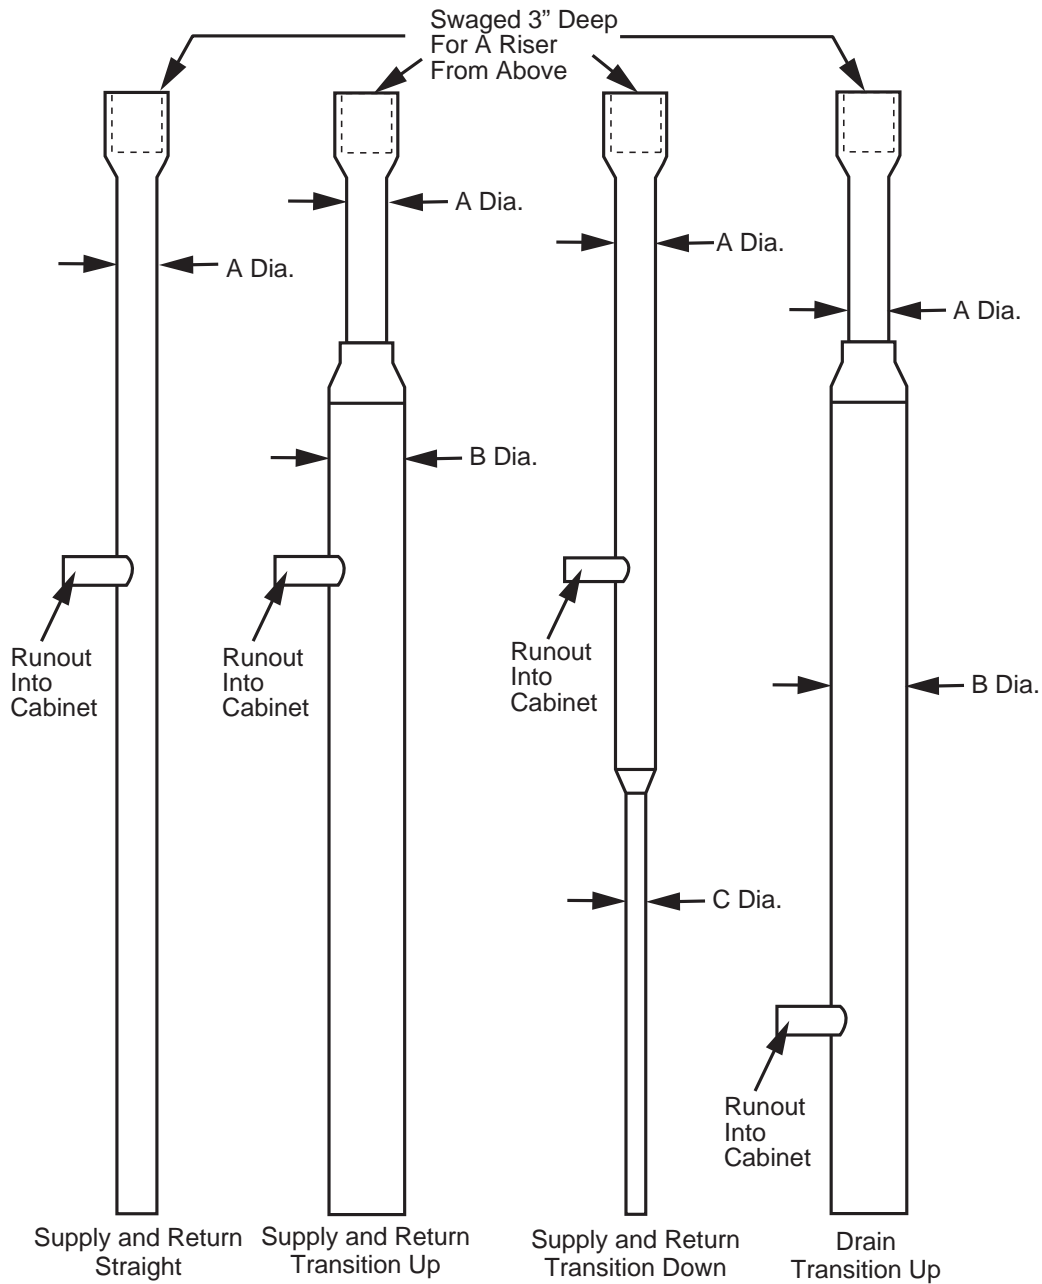 Swaged 3” Deep
For A Riser
From Above
A Dia.
A Dia.
A Dia.
A Dia.
B Dia.
Runout
Into
Cabinet
Runout
Into
Cabinet
Runout
Into
Cabinet
B Dia.
C Dia.
Runout
Into
Cabinet
Supply and Return
Straight
Supply and Return
Transition Up
Supply and Return
Transition Down
Drain
Transition Up